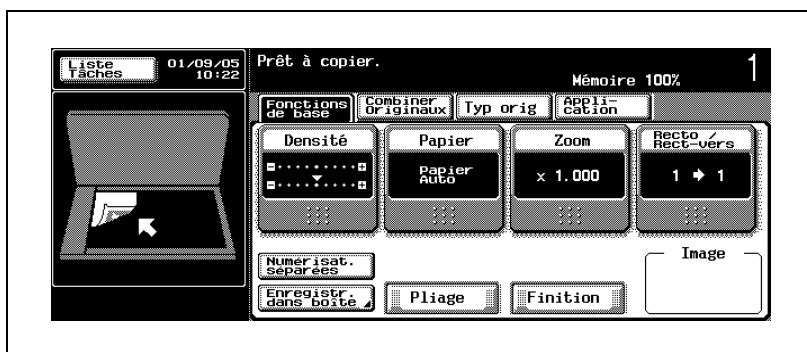 Liste
Tâches
01/09/05
10:22
Prêt à copier.
Mémoire 100%
1
Fonctions
de base
Combiner
Originaux
Typ orig
Appli-
cation
Densité
Papier
Zoom
Recto /
Rect-vers
Papier
Auto
x 1.000
1 ➔ 1
Numérisat.
séparées
Enregistr.
dans boîte
Pliage
Finition
Image